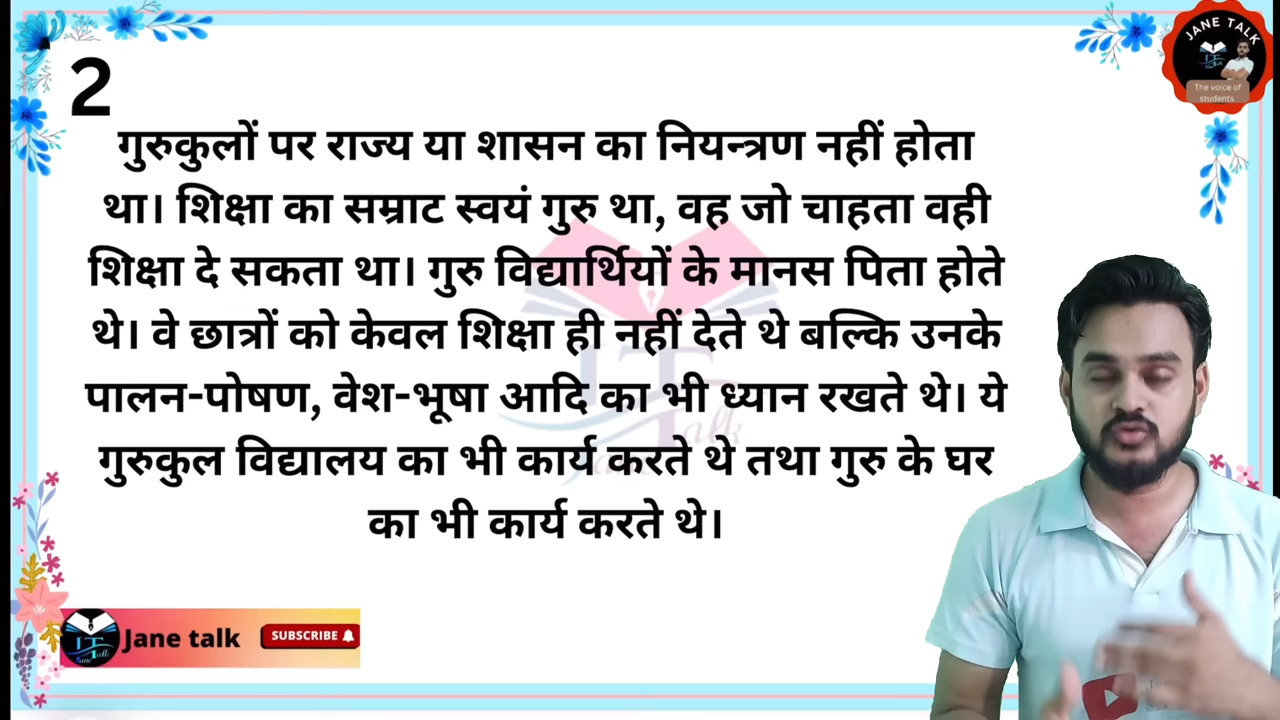 JANE TALK
The voice of
students
2
गुरुकुलों पर राज्य या शासन का नियन्त्रण नहीं होता
था। शिक्षा का सम्राट स्वयं गुरु था, वह जो चाहता वही
शिक्षा दे सकता था। गुरु विद्यार्थियों के मानस पिता होते
थे। वे छात्रों को केवल शिक्षा ही नहीं देते थे बल्कि उनके
पालन-पोषण, वेश-भूषा आदि का भी ध्यान रखते थे। ये
गुरुकुल विद्यालय का भी कार्य करते थे तथा गुरु के घर
का भी कार्य करते थे।
Jane talk
SUBSCRIBE